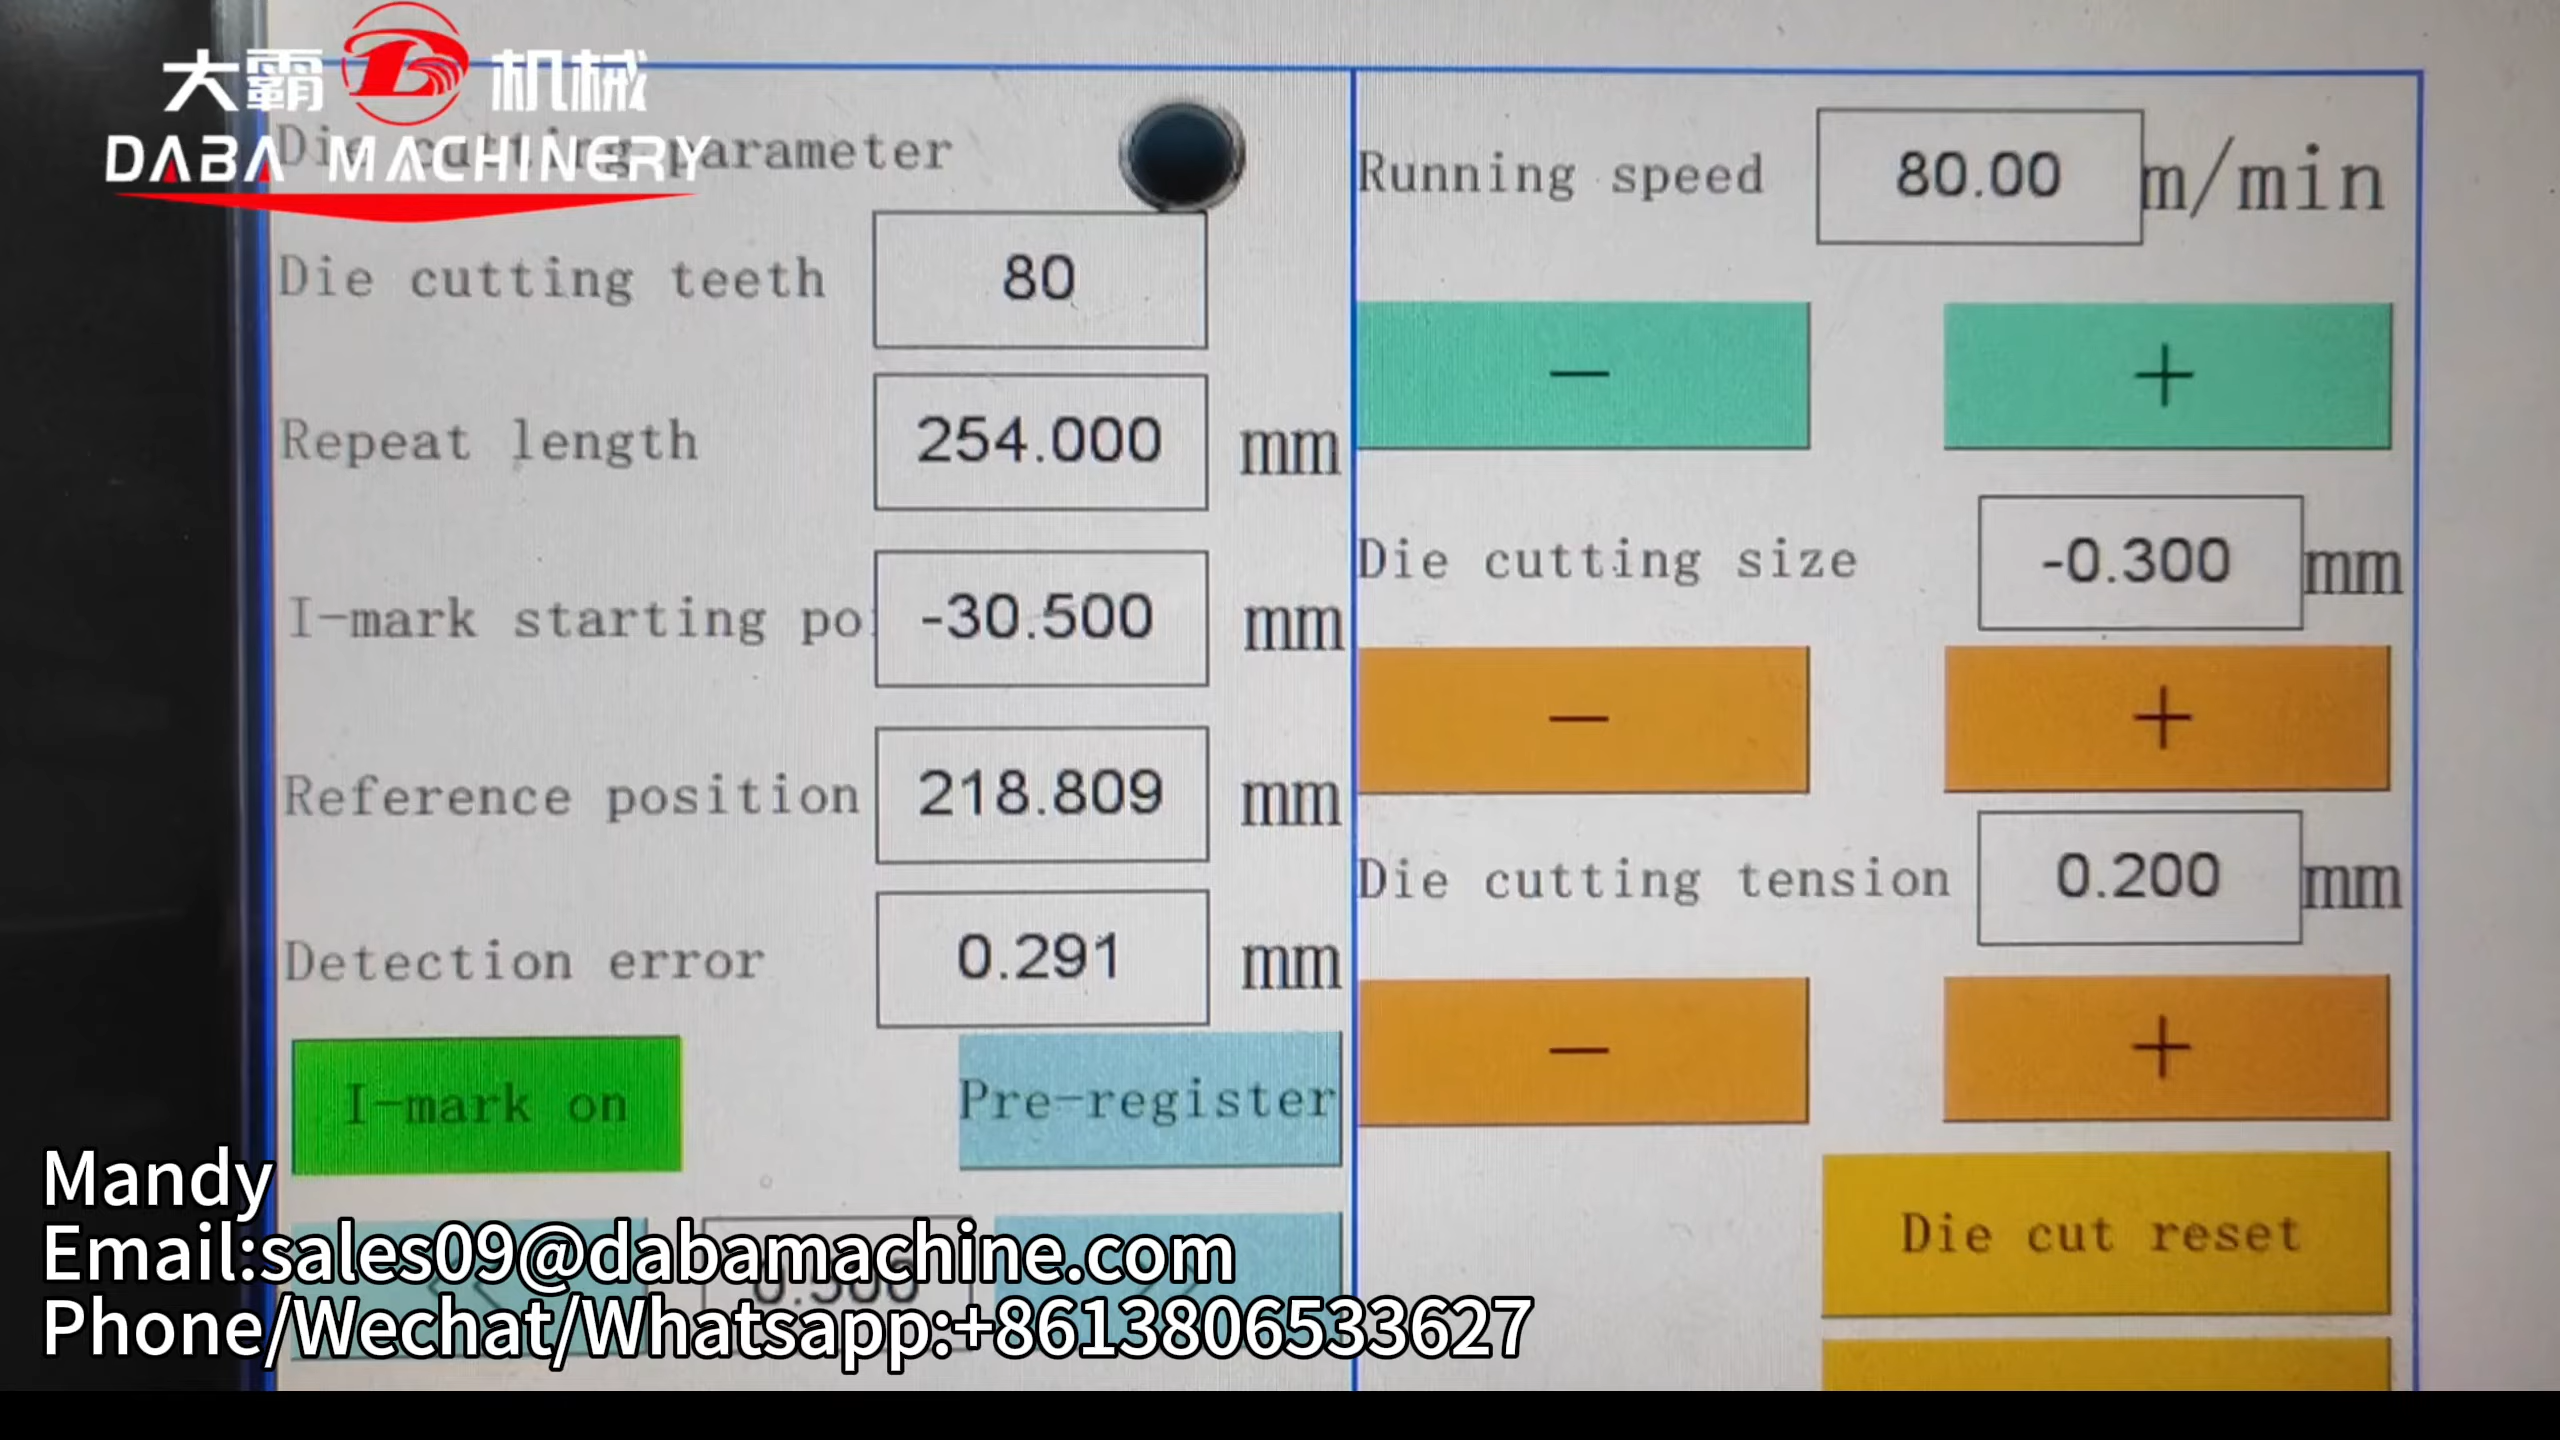 大霸 机械
DABA MACHINERY
Die cutting parameter
Die cutting teeth 80
Repeat length 254.000 mm
I-mark starting po -30.500 mm
Reference position 218.809 mm
Detection error 0.291 mm
I-mark on
Pre-register
Running speed 80.00 m/min
－ ＋
Die cutting size -0.300 mm
－ ＋
Die cutting tension 0.200 mm
－ ＋
Die cut reset
Mandy
Email:sales09@dabamachine.com
Phone/Wechat/Whatsapp:+8613806533627